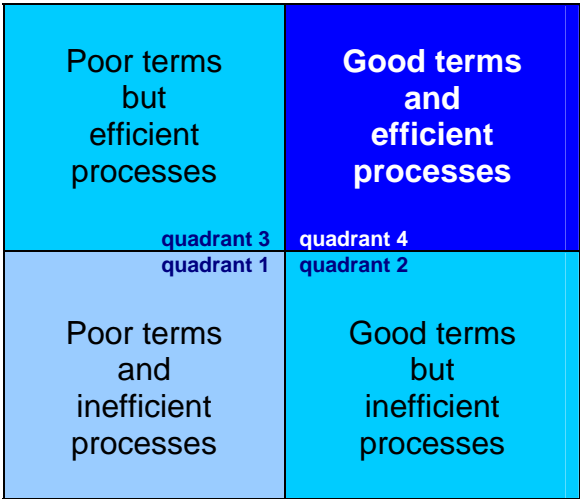 Poor terms
but
efficient
processes
quadrant 3
Good terms
and
efficient
processes
quadrant 4
quadrant 1
Poor terms
and
inefficient
processes
quadrant 2
Good terms
but
inefficient
processes